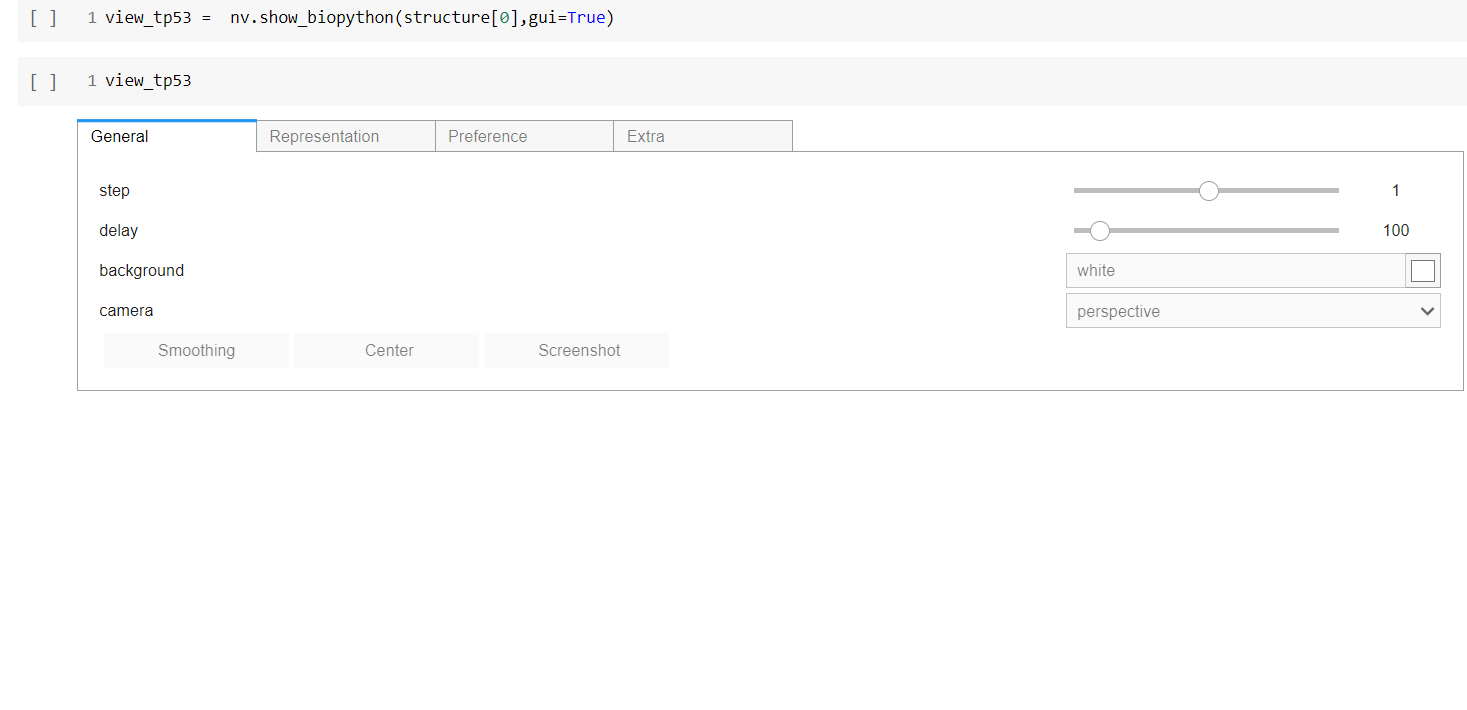 [ ] 1 view_tp53 =  nv.show_biopython(structure[0],gui=True)
[ ] 1 view_tp53
General Representation Preference Extra
step 1
delay 100
background white
camera perspective
Smoothing Center Screenshot